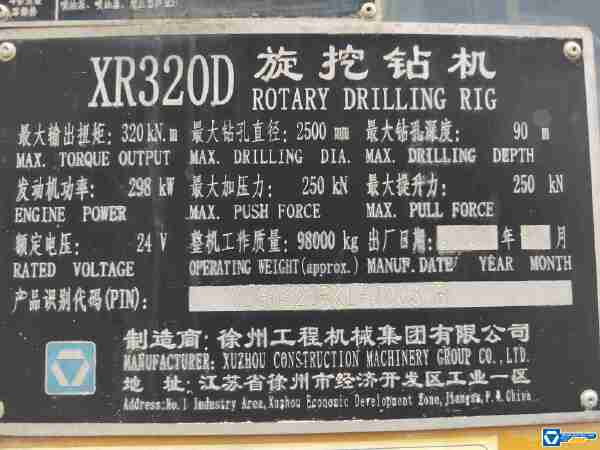 XR320D 旋挖钻机
ROTARY DRILLING RIG
最大输出扭矩: 320 kN.m 最大钻孔直径: 2500 mm 最大钻孔深度: 90 m
MAX. TORQUE OUTPUT MAX. DRILLING DIA. MAX. DRILLING DEPTH
发动机功率: 298 kW 最大加压力: 250 kN 最大提升力: 250 kN
ENGINE POWER MAX. PUSH FORCE MAX. PULL FORCE
额定电压: 24 V 整机工作质量: 98000 kg 出厂日期: 年 月
RATED VOLTAGE OPERATING WEIGHT(approx.) MANUF. DATE YEAR MONTH
产品识别代码(PIN):
制造商: 徐州工程机械集团有限公司
MANUFACTURER: XUZHOU CONSTRUCTION MACHINERY GROUP CO., LTD.
地 址: 江苏省徐州市经济开发区工业一区
Address: No.1 Industry Area, Xuzhou Economic Development Zone, Jiangsu, P.R. China